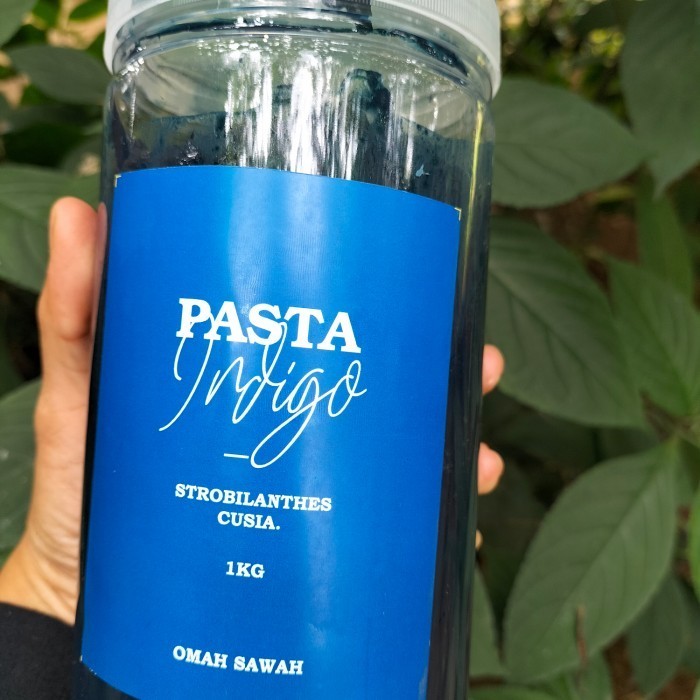 PASTA
Indigo
STROBILANTHES
CUSIA.
1KG
OMAH SAWAH